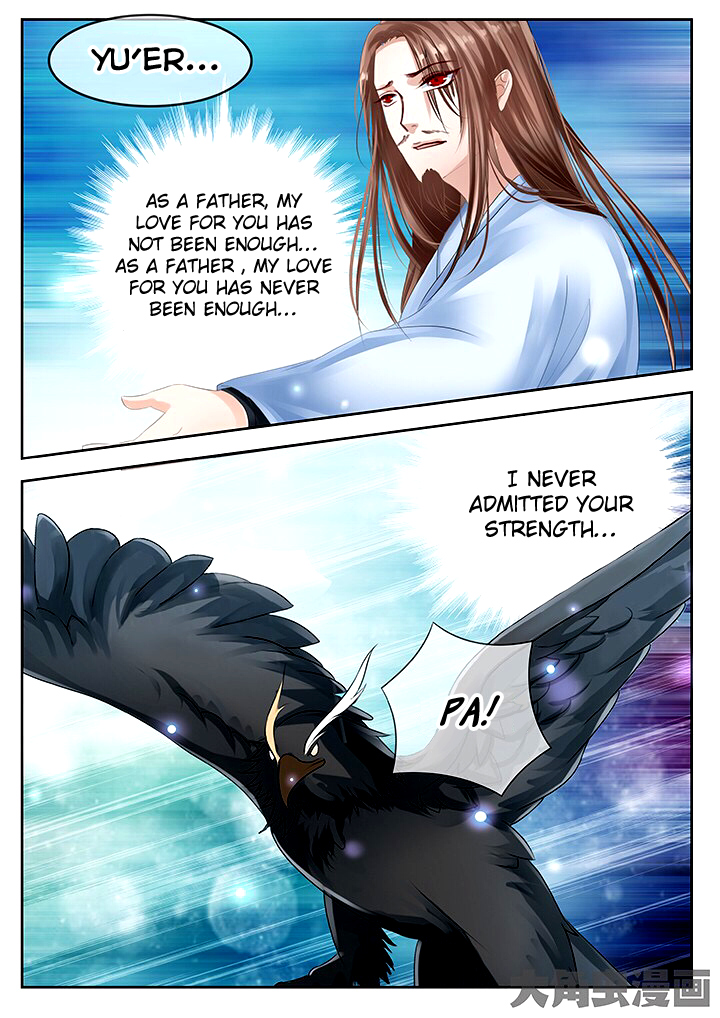 YU'ER...
AS A FATHER, MY
LOVE FOR YOU HAS
NOT BEEN ENOUGH...
AS A FATHER , MY LOVE
FOR YOU HAS NEVER
BEEN ENOUGH...
I NEVER
ADMITTED YOUR
STRENGTH...
PA!
大角虫漫画